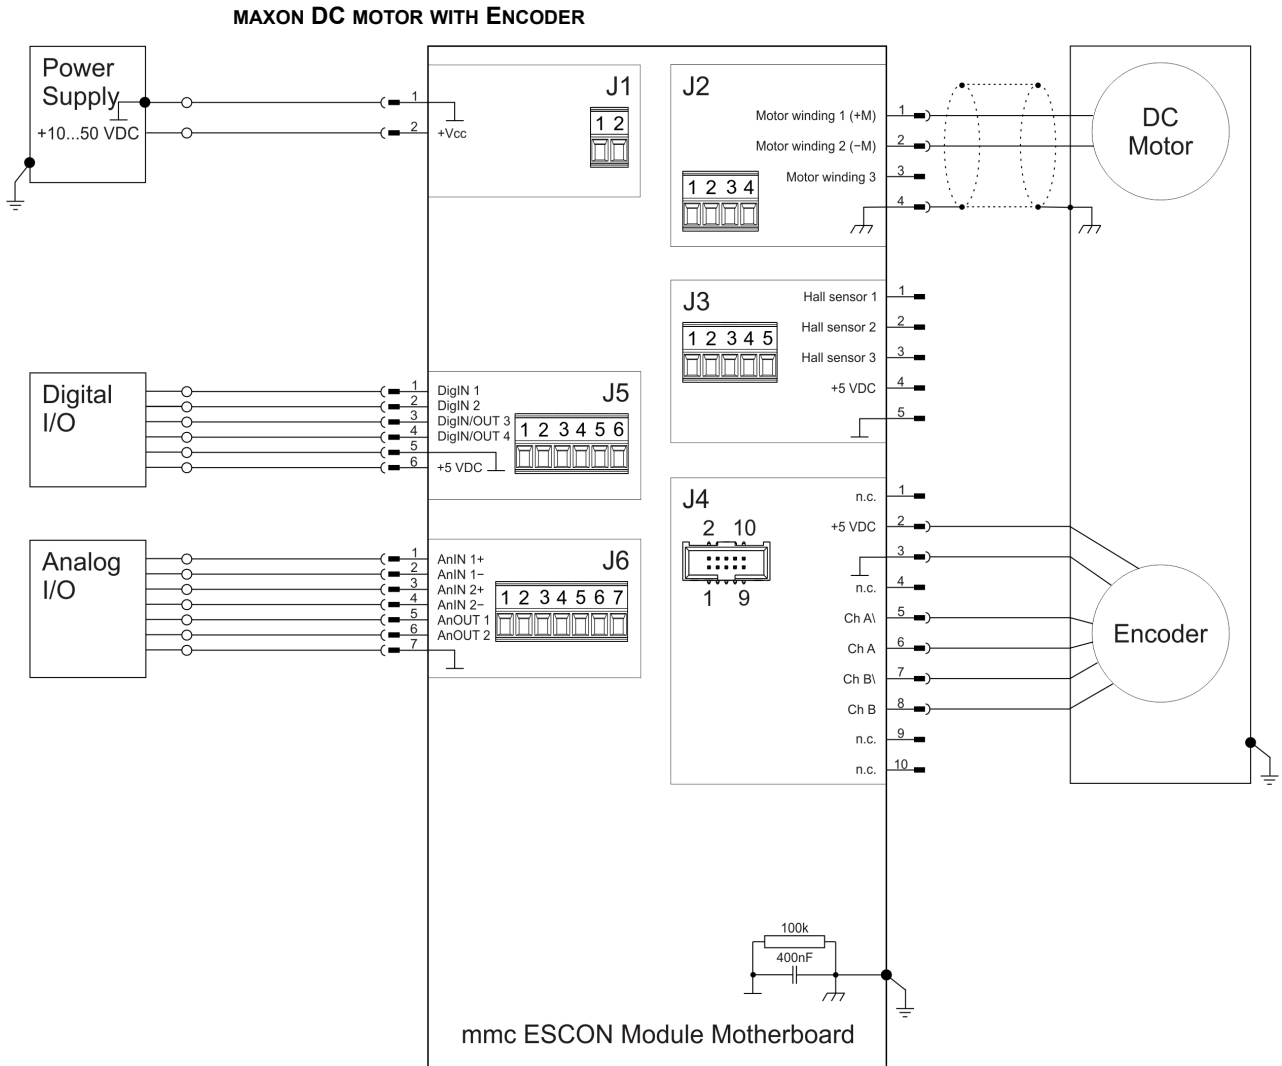 MAXON DC MOTOR WITH ENCODER
Power
Supply
+10...50 VDC
1
2
+Vcc
J1
1 2
J2
Motor winding 1 (+M)
1
Motor winding 2 (−M)
2
Motor winding 3
3
4
1 2 3 4
DC
Motor
J3
1 2 3 4 5
Hall sensor 1
1
Hall sensor 2
2
Hall sensor 3
3
+5 VDC
4
5
Digital
I/O
1
DigIN 1
2
DigIN 2
3
DigIN/OUT 3
4
DigIN/OUT 4
5
6
+5 VDC
J5
1 2 3 4 5 6
Analog
I/O
1
AnIN 1+
2
AnIN 1−
3
AnIN 2+
4
AnIN 2−
5
AnOUT 1
6
AnOUT 2
7
J6
1 2 3 4 5 6 7
J4
2 10
1 9
n.c.
1
+5 VDC
2
3
n.c.
4
Ch A\
5
Ch A
6
Ch B\
7
Ch B
8
n.c.
9
n.c.
10
Encoder
100k
400nF
mmc ESCON Module Motherboard